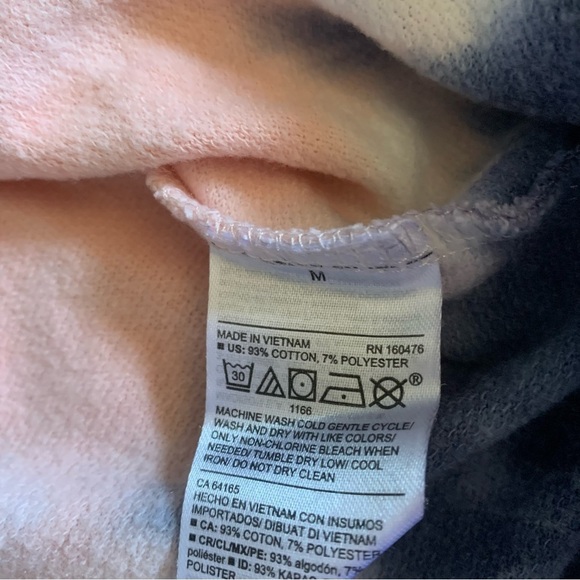 M
MADE IN VIETNAM RN 160476
■ US: 93% COTTON, 7% POLYESTER
30 ®
1166
MACHINE WASH COLD GENTLE CYCLE/
WASH AND DRY WITH LIKE COLORS/
ONLY NON-CHLORINE BLEACH WHEN
NEEDED/ TUMBLE DRY LOW/ COOL
IRON/ DO NOT DRY CLEAN
CA 64165
HECHO EN VIETNAM CON INSUMOS
IMPORTADOS/ DIBUAT DI VIETNAM
■ CA: 93% COTON, 7% POLYESTER
■ CR/CL/MX/PE: 93% algodón, 7%
poliéster ■ ID: 93% KAPAS
POLISTER